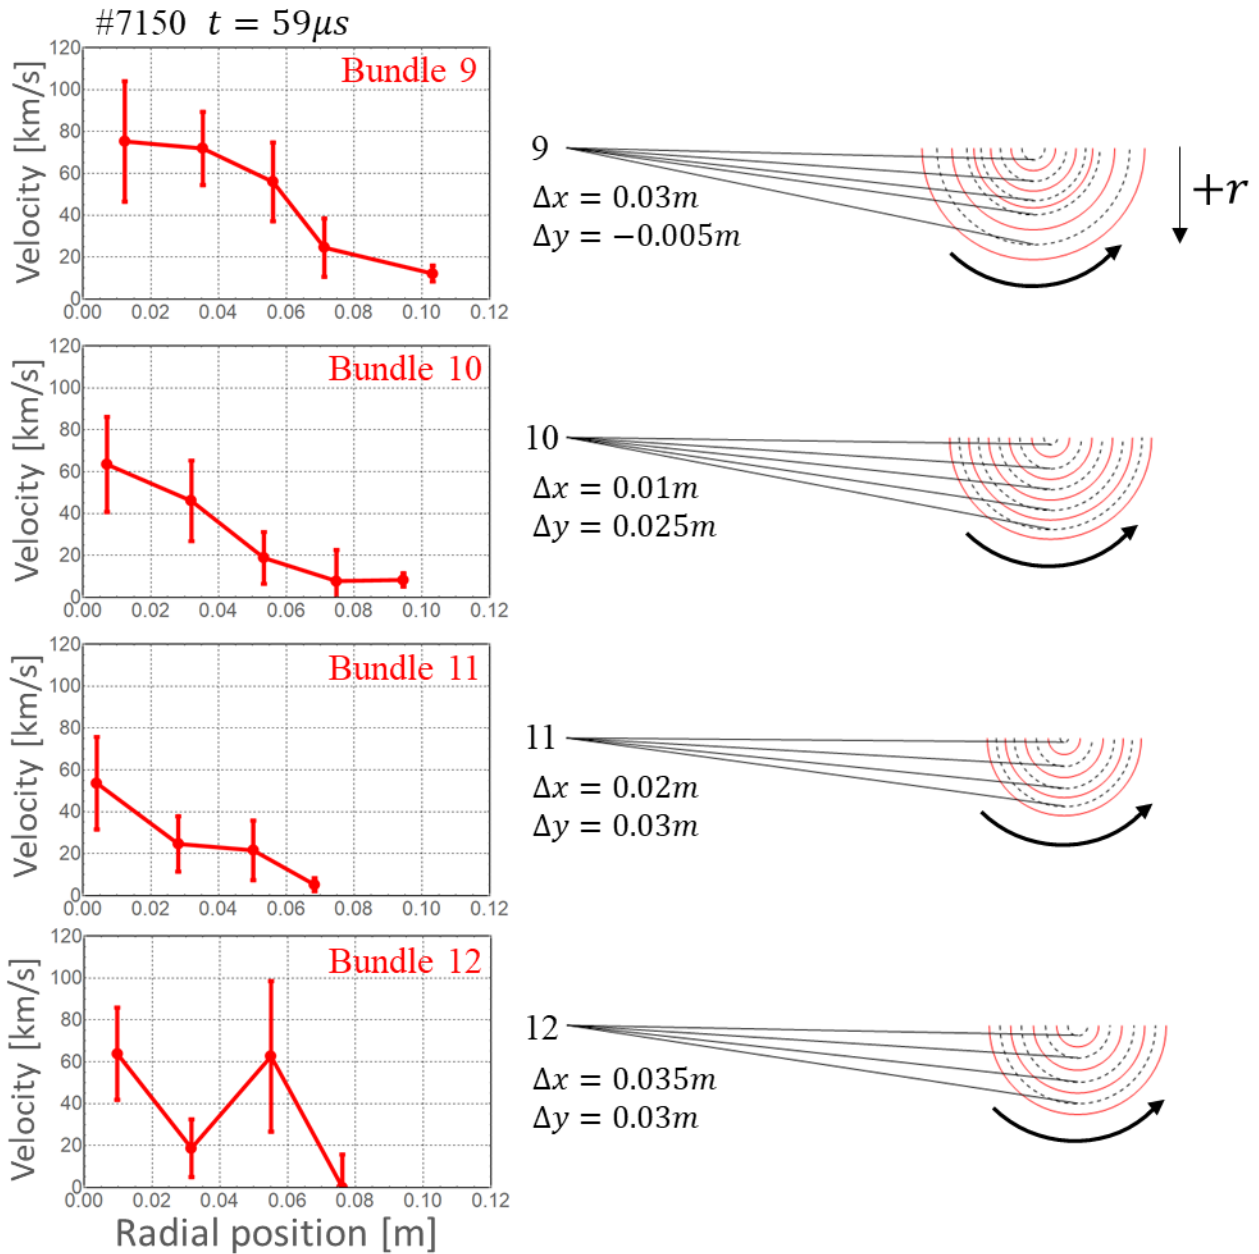 #7150 t = 59μs
Bundle 9
Velocity [km/s]
120
100
80
60
40
20
0
0.00 0.02 0.04 0.06 0.08 0.10 0.12
9
Δx = 0.03m
Δy = −0.005m
+r
Bundle 10
Velocity [km/s]
120
100
80
60
40
20
0
0.00 0.02 0.04 0.06 0.08 0.10 0.12
10
Δx = 0.01m
Δy = 0.025m
Bundle 11
Velocity [km/s]
120
100
80
60
40
20
0
0.00 0.02 0.04 0.06 0.08 0.10 0.12
11
Δx = 0.02m
Δy = 0.03m
Bundle 12
Velocity [km/s]
120
100
80
60
40
20
0
0.00 0.02 0.04 0.06 0.08 0.10 0.12
Radial position [m]
12
Δx = 0.035m
Δy = 0.03m